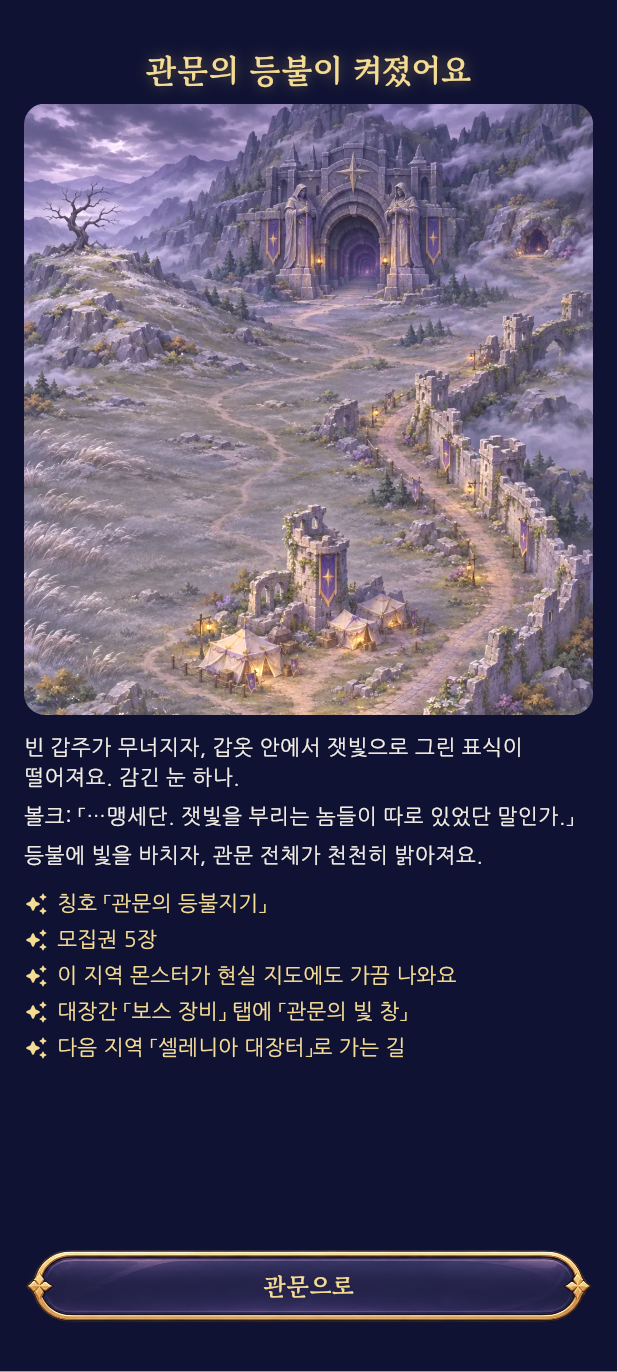 관문의 등불이 켜졌어요
빈 갑주가 무너지자, 갑옷 안에서 잿빛으로 그린 표식이
떨어져요. 감긴 눈 하나.
볼크: 「…맹세단. 잿빛을 부리는 놈들이 따로 있었단 말인가.」
등불에 빛을 바치자, 관문 전체가 천천히 밝아져요.
칭호 「관문의 등불지기」
모집권 5장
이 지역 몬스터가 현실 지도에도 가끔 나와요
대장간 「보스 장비」 탭에 「관문의 빛 창」
다음 지역 「셀레니아 대장터」로 가는 길
관문으로